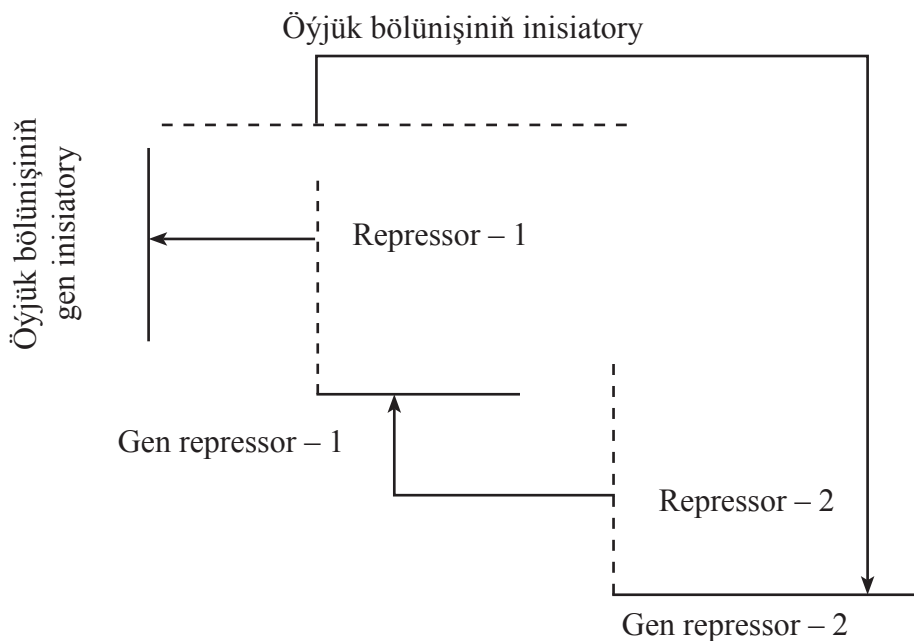 Öýjük bölünişiniň inisiatory
Öýjük bölünişiniň
gen inisiatory
Repressor – 1
Gen repressor – 1
Repressor – 2
Gen repressor – 2